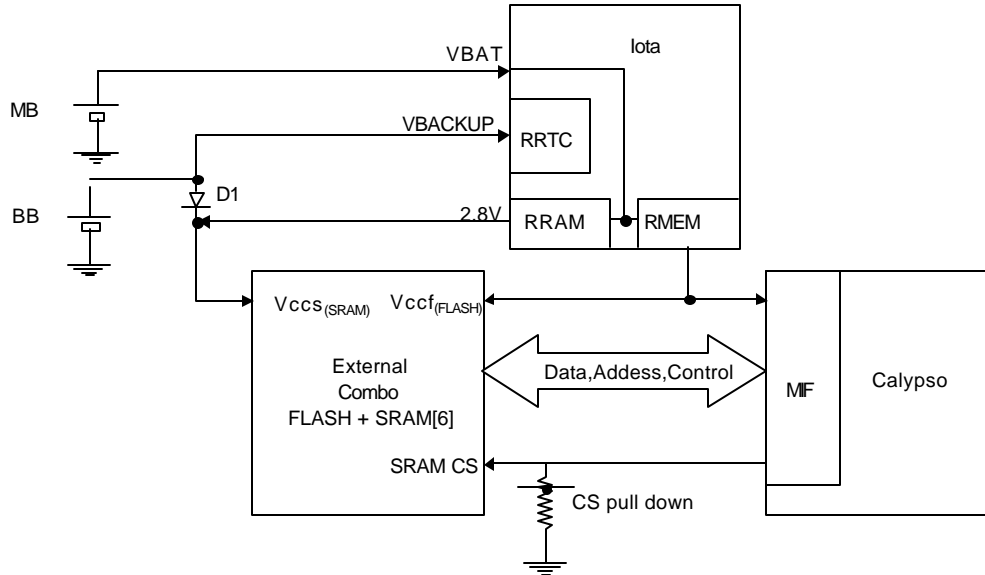 Iota
VBAT
MB
VBACKUP
RRTC
D1
BB
2.8V
RRAM
RMEM
Vccs(SRAM)
Vccf(FLASH)
External
Combo
FLASH + SRAM[6]
Data,Addess,Control
MIF
Calypso
SRAM CS
CS pull down